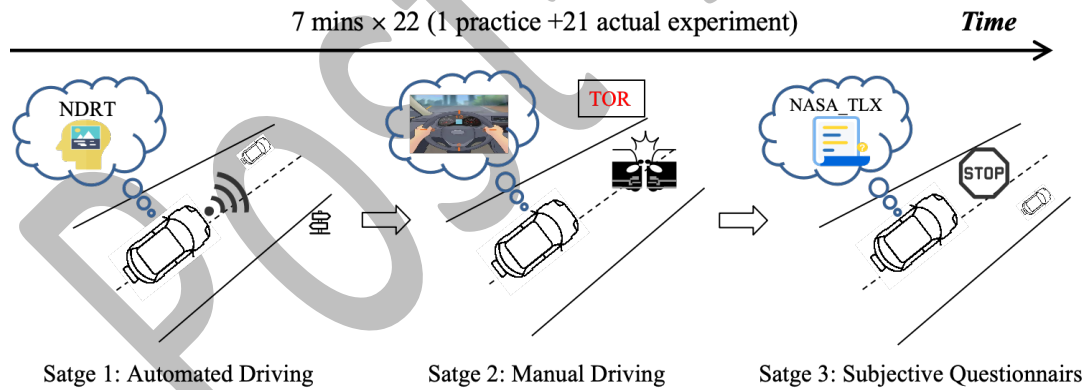 7 mins × 22 (1 practice +21 actual experiment)
Time
NDRT
TOR
NASA_TLX
STOP
Satge 1: Automated Driving
Satge 2: Manual Driving
Satge 3: Subjective Questionnairs